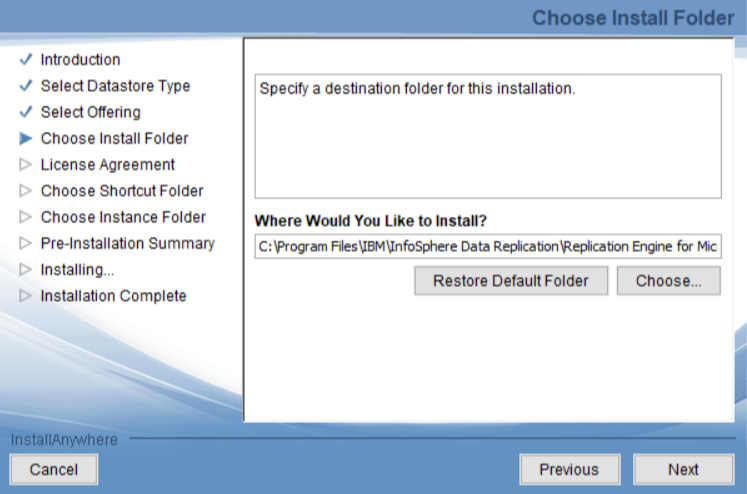 Choose Install Folder
Introduction
Select Datastore Type
Select Offering
Choose Install Folder
License Agreement
Choose Shortcut Folder
Choose Instance Folder
Pre-Installation Summary
Installing...
Installation Complete
Specify a destination folder for this installation.
Where Would You Like to Install?
C:\Program Files\IBM\InfoSphere Data Replication\Replication Engine for Mic
Restore Default Folder
Choose...
InstallAnywhere
Cancel
Previous
Next